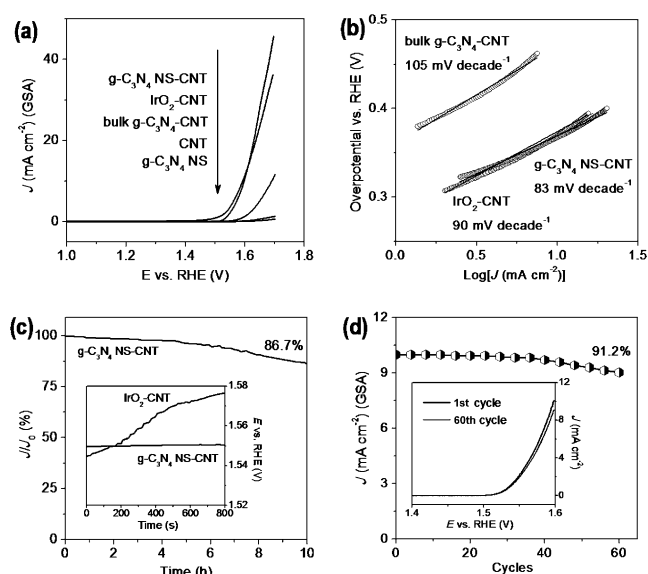 (a)
J (mA cm⁻²) (GSA)
40
20
0
g-C₃N₄ NS-CNT
IrO₂-CNT
bulk g-C₃N₄-CNT
CNT
g-C₃N₄ NS
1.0 1.2 1.4 1.6 1.8
E vs. RHE (V)
(b)
Overpotential vs. RHE (V)
0.5
0.4
0.3
bulk g-C₃N₄-CNT
105 mV decade⁻¹
g-C₃N₄ NS-CNT
83 mV decade⁻¹
IrO₂-CNT
90 mV decade⁻¹
0.0 0.5 1.0 1.5
Log[J (mA cm⁻²)]
(c)
J/J₀ (%)
100
75
50
25
0
86.7%
g-C₃N₄ NS-CNT
IrO₂-CNT
g-C₃N₄ NS-CNT
1.58
1.55
1.52
E vs. RHE (V)
0 200 400 600 800
Time (s)
0 2 4 6 8 10
Time (h)
(d)
J (mA cm⁻²) (GSA)
12
9
6
3
0
91.2%
1st cycle
60th cycle
12
8
4
0
J (mA cm⁻²)
1.4 1.5 1.6
E vs. RHE (V)
0 20 40 60
Cycles